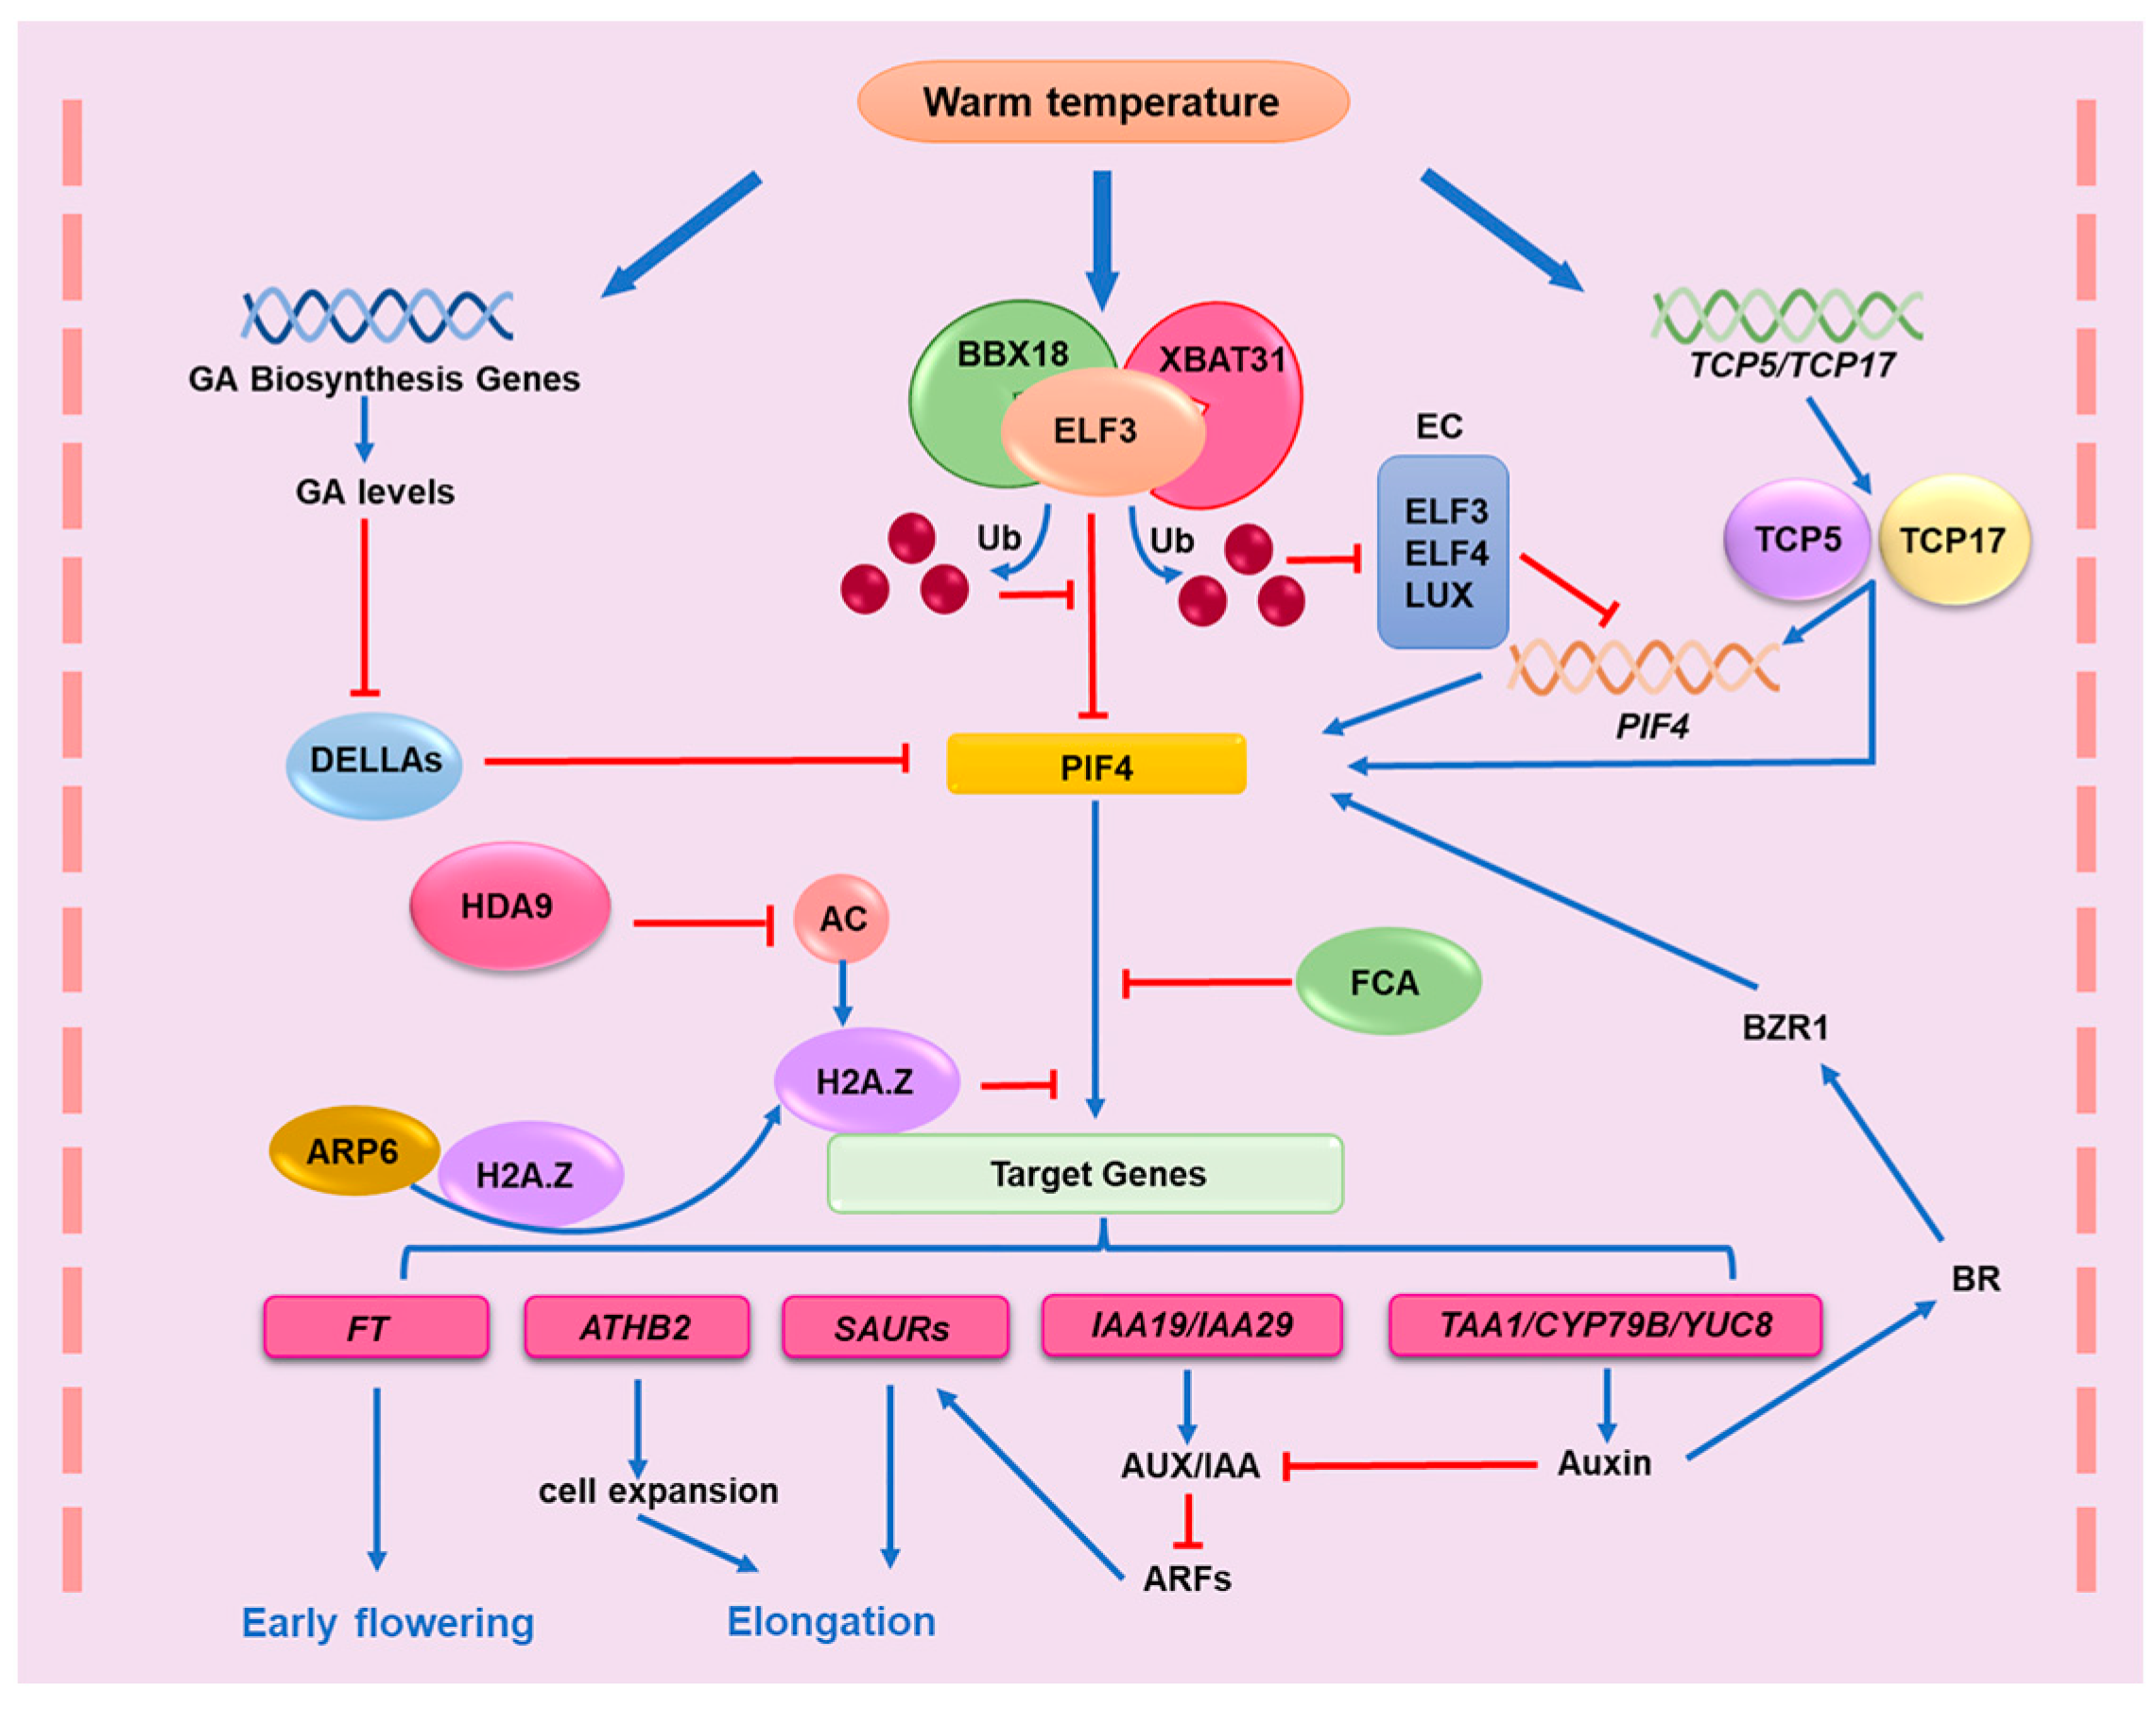 Warm temperature
GA Biosynthesis Genes
GA levels
BBX18
XBAT31
ELF3
TCP5/TCP17
EC
ELF3
ELF4
LUX
Ub
Ub
TCP5
TCP17
PIF4
DELLAs
PIF4
HDA9
AC
FCA
BZR1
H2A.Z
ARP6
H2A.Z
Target Genes
BR
FT
ATHB2
SAURs
IAA19/IAA29
TAA1/CYP79B/YUC8
AUX/IAA
Auxin
cell expansion
ARFs
Early flowering
Elongation